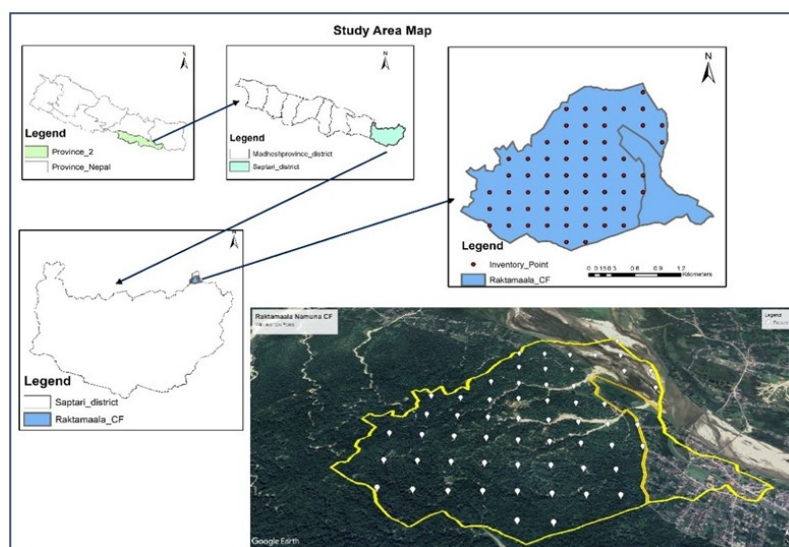 Study Area Map
N
Legend
Province_2
Province_Nepal
N
Legend
Madheshprovince_district
Saptari_district
N
Legend
Inventory_Point
Raktamaala_CF
0 0.15 0.3 0.6 0.9 1.2
Kilometers
N
Legend
Saptari_district
Raktamaala_CF
Raktamaala Namuna CF
Legend
Google Earth